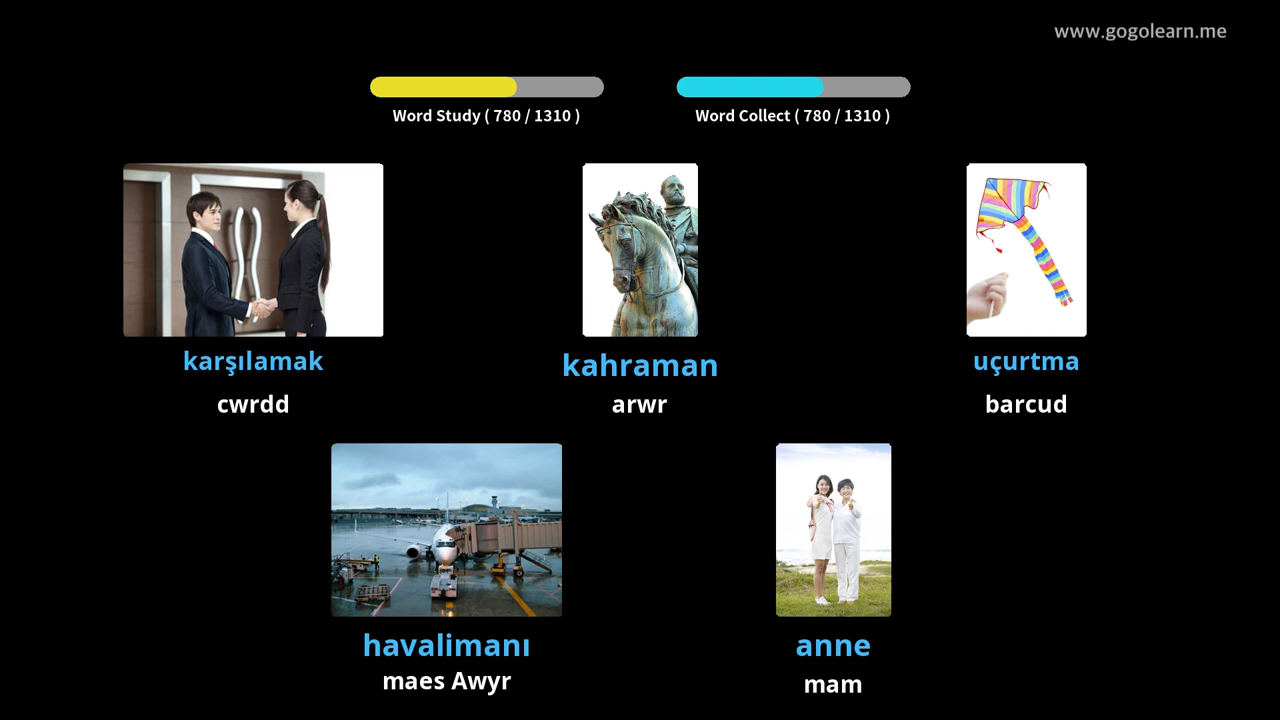 www.gogolearn.me
Word Study ( 780 / 1310 )
Word Collect ( 780 / 1310 )
karşılamak
cwrdd
kahraman
arwr
uçurtma
barcud
havalimanı
maes Awyr
anne
mam